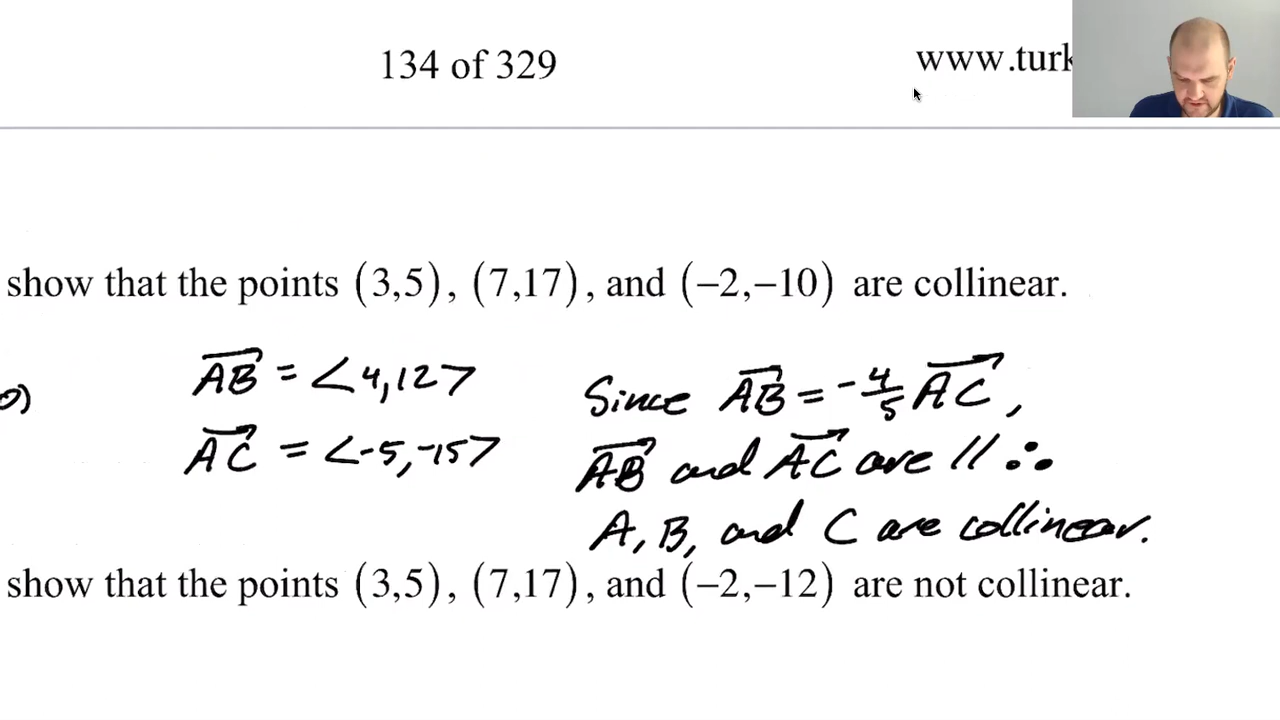 134 of 329
www.turk
show that the points (3,5), (7,17), and (−2,−10) are collinear.
0)
AB⃗ = <4,12>
AC⃗ = <-5,-15>
Since AB⃗ = -4/5 AC⃗,
AB⃗ and AC⃗ are // ∴
A, B, and C are collinear.
show that the points (3,5), (7,17), and (−2,−12) are not collinear.